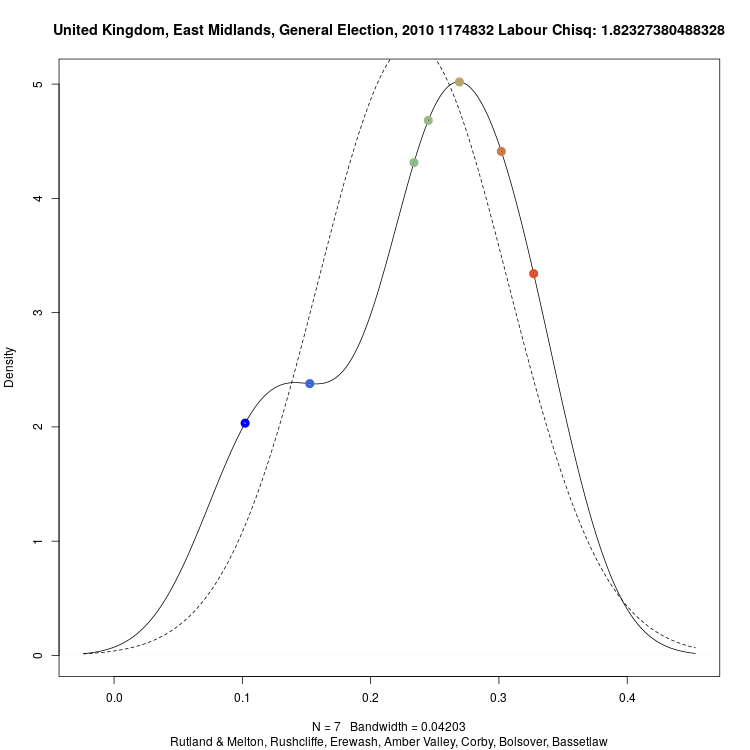 United Kingdom, East Midlands, General Election, 2010 1174832 Labour Chisq: 1.82327380488328
5
4
3
2
1
0
Density
0.0 0.1 0.2 0.3 0.4
N = 7 Bandwidth = 0.04203
Rutland & Melton, Rushcliffe, Erewash, Amber Valley, Corby, Bolsover, Bassetlaw